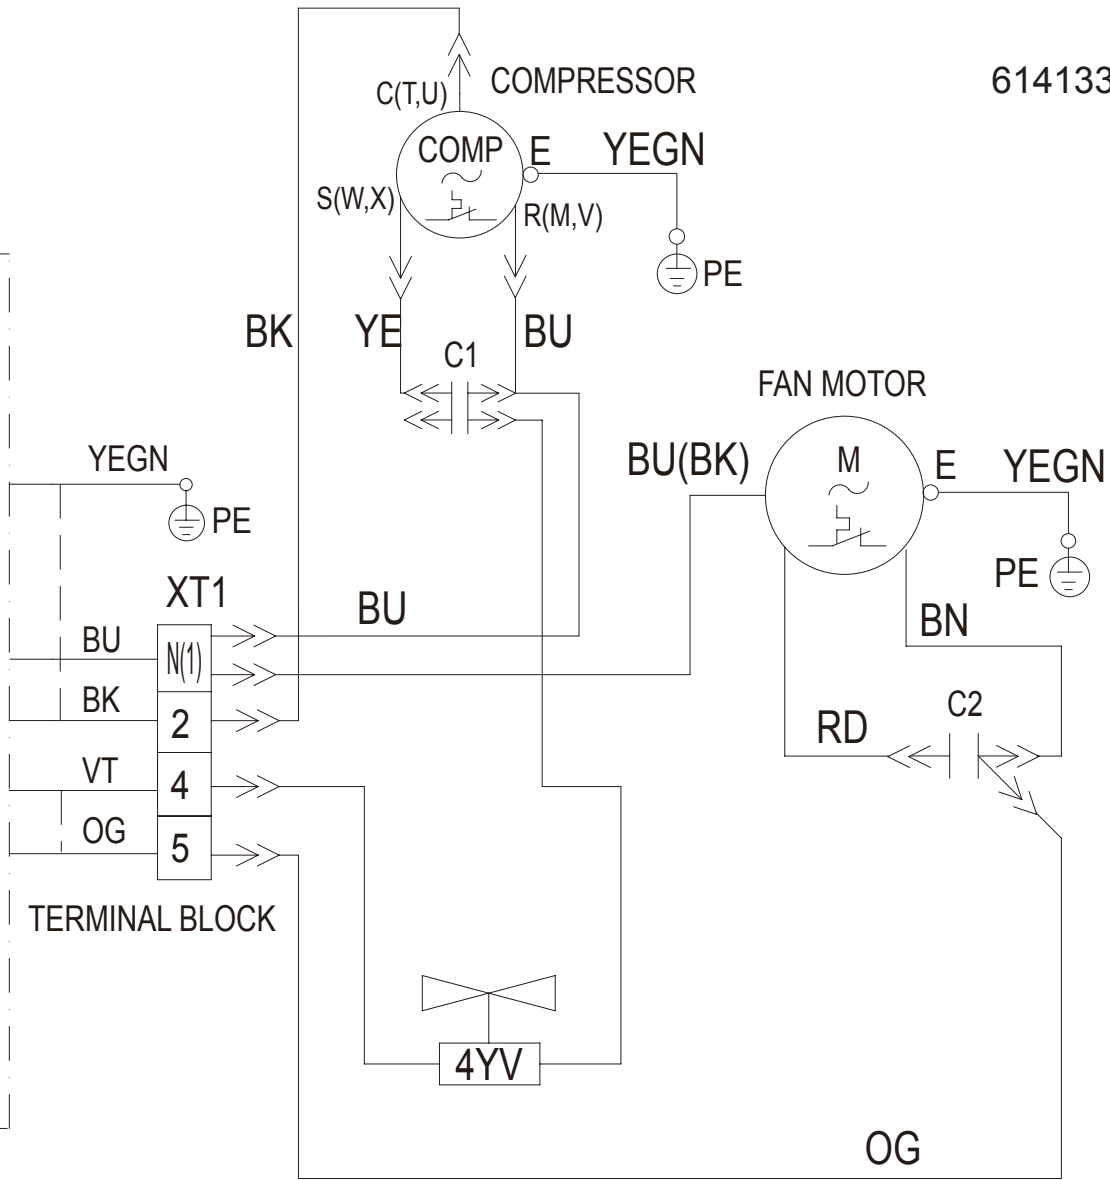 COMPRESSOR
614133
C(T,U)
COMP
E
YEGN
S(W,X)
R(M,V)
PE
BK
YE
BU
C1
FAN MOTOR
BU(BK)
M
E
YEGN
YEGN
PE
PE
XT1
BU
BN
BU
N(1)
BK
2
C2
RD
VT
4
OG
5
TERMINAL BLOCK
4YV
OG